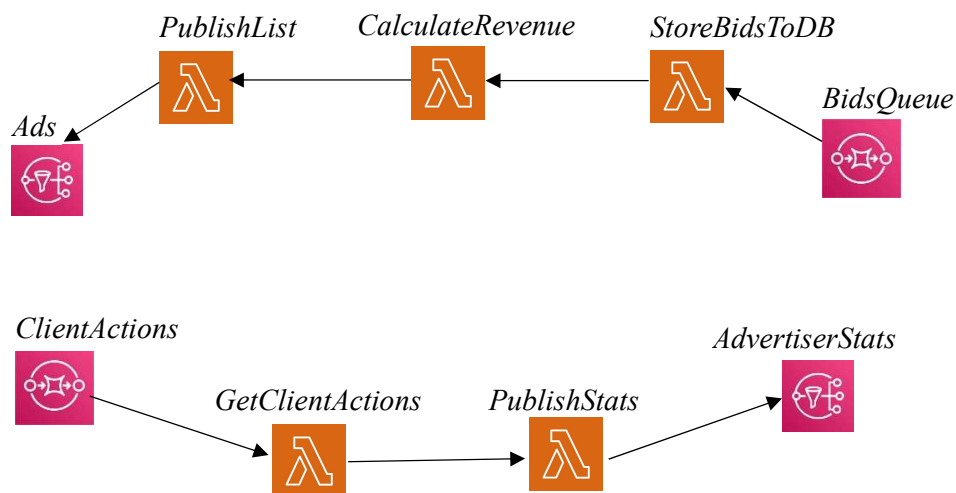 PublishList
CalculateRevenue
StoreBidsToDB
BidsQueue
Ads
ClientActions
AdvertiserStats
GetClientActions
PublishStats